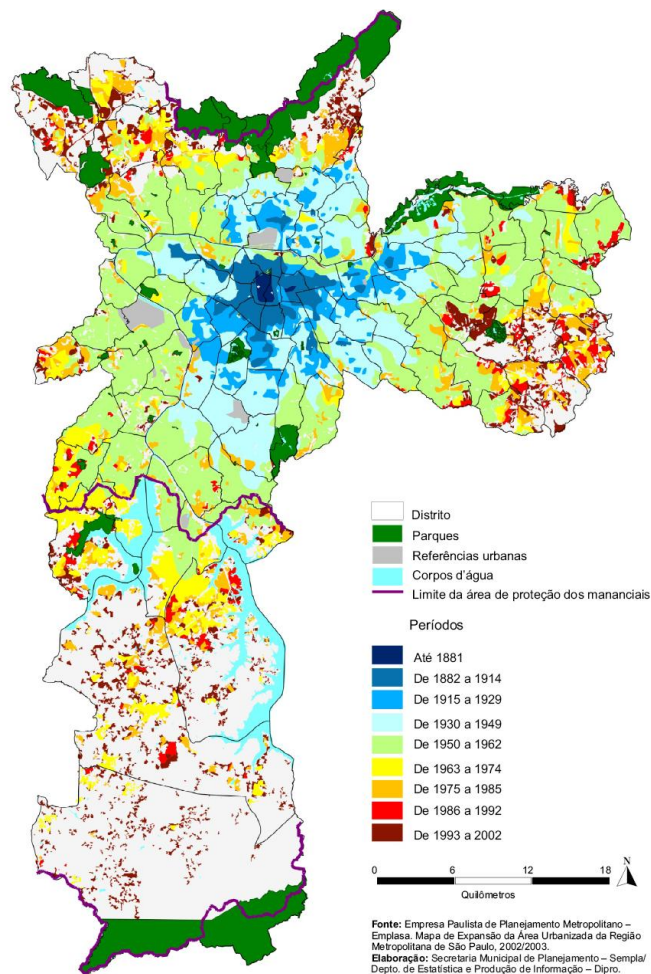 Distrito
Parques
Referências urbanas
Corpos d'água
Limite da área de proteção dos mananciais
Períodos
Até 1881
De 1882 a 1914
De 1915 a 1929
De 1930 a 1949
De 1950 a 1962
De 1963 a 1974
De 1975 a 1985
De 1986 a 1992
De 1993 a 2002
0 6 12 18
N
Quilômetros
Fonte: Empresa Paulista de Planejamento Metropolitano –
Emplasa. Mapa de Expansão da Área Urbanizada da Região
Metropolitana de São Paulo, 2002/2003.
Elaboração: Secretaria Municipal de Planejamento – Sempla/
Depto. de Estatística e Produção de Informação – Dipro.